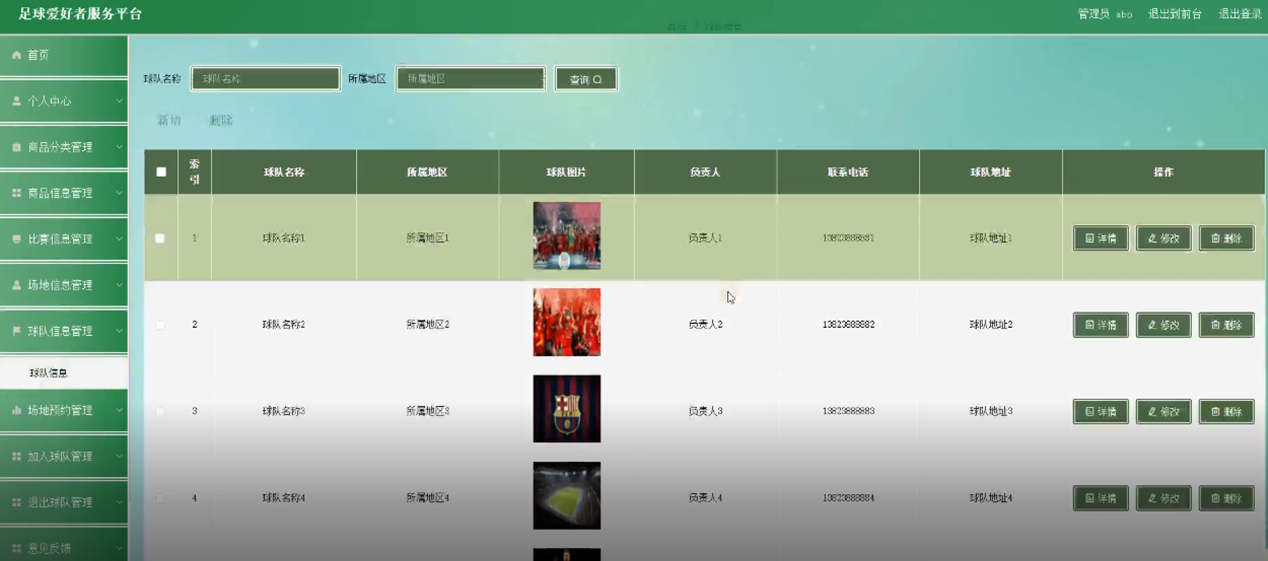 足球爱好者服务平台
管理员 abo 退出到前台 退出登录
首页
个人中心
商品分类管理
商品信息管理
比赛信息管理
场地信息管理
球队信息管理
球队信息
场地预约管理
加入球队管理
退出球队管理
意见反馈
球队名称 球队名称 所属地区 所属地区 查询
新增 删除
索引 球队名称 所属地区 球队图片 负责人 联系电话 球队地址 操作
1 球队名称1 所属地区1 负责人1 13823888881 球队地址1 详情 修改 删除
2 球队名称2 所属地区2 负责人2 13823888882 球队地址2 详情 修改 删除
3 球队名称3 所属地区3 负责人3 13823888883 球队地址3 详情 修改 删除
4 球队名称4 所属地区4 负责人4 13823888884 球队地址4 详情 修改 删除